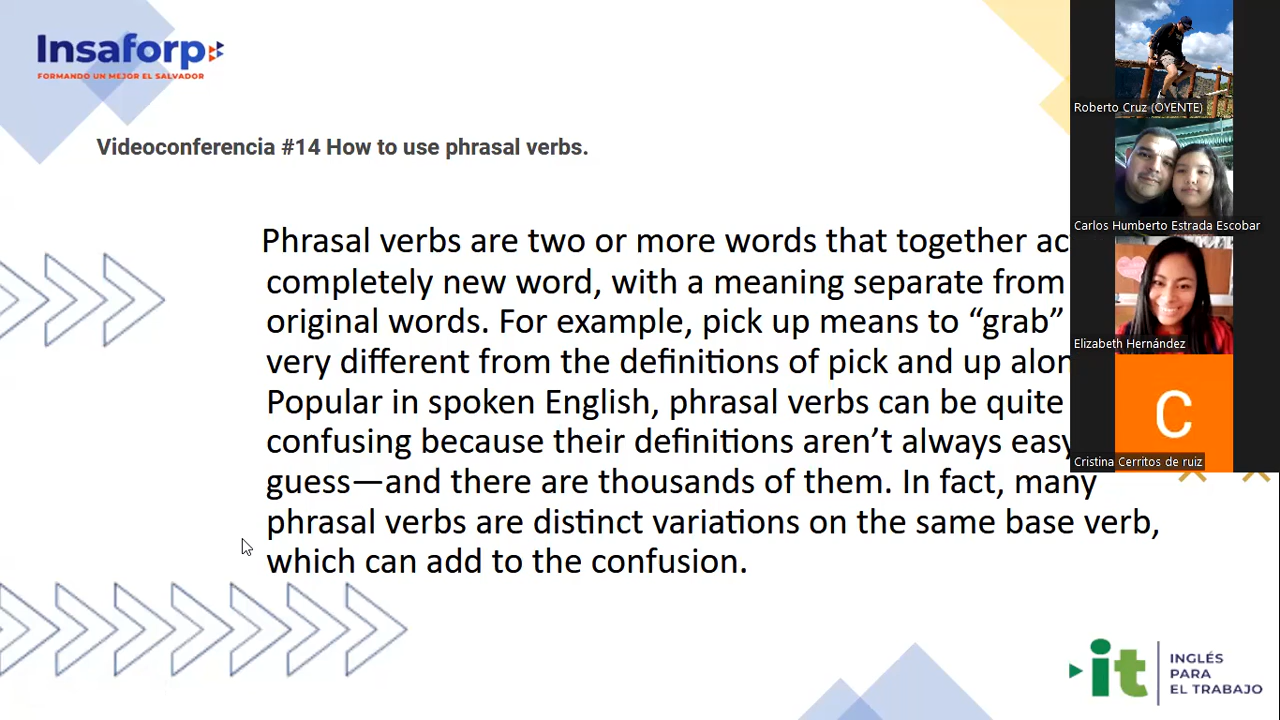 Insaforp
FORMANDO UN MEJOR EL SALVADOR
Videoconferencia #14 How to use phrasal verbs.
Phrasal verbs are two or more words that together
completely new word, with a meaning separate from
original words. For example, pick up means to “grab”
very different from the definitions of pick and up
Popular in spoken English, phrasal verbs can be quite
confusing because their definitions aren’t always easy
guess—and there are thousands of them. In fact, many
phrasal verbs are distinct variations on the same base verb,
which can add to the confusion.
Roberto Cruz (OYENTE)
Carlos Humberto Estrada Escobar
Elizabeth Hernández
C
Cristina Cerritos de ruiz
it
INGLÉS
PARA
EL TRABAJO